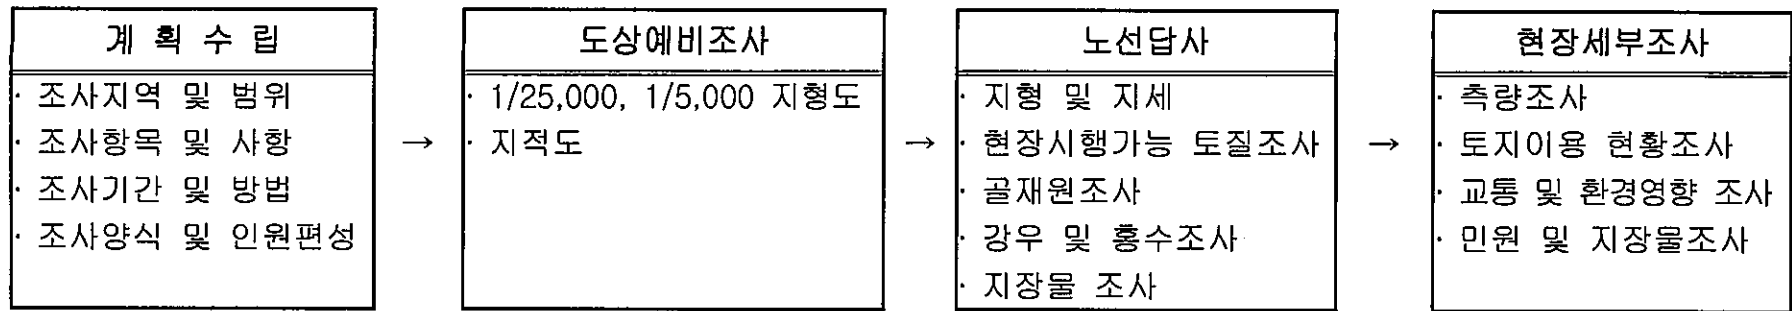 계 획 수 립
· 조사지역 및 범위
· 조사항목 및 사항
· 조사기간 및 방법
· 조사양식 및 인원편성
→
도상예비조사
· 1/25,000, 1/5,000 지형도
· 지적도
→
노선답사
· 지형 및 지세
· 현장시행가능 토질조사
· 골재원조사
· 강우 및 홍수조사
· 지장물 조사
→
현장세부조사
· 측량조사
· 토지이용 현황조사
· 교통 및 환경영향 조사
· 민원 및 지장물조사